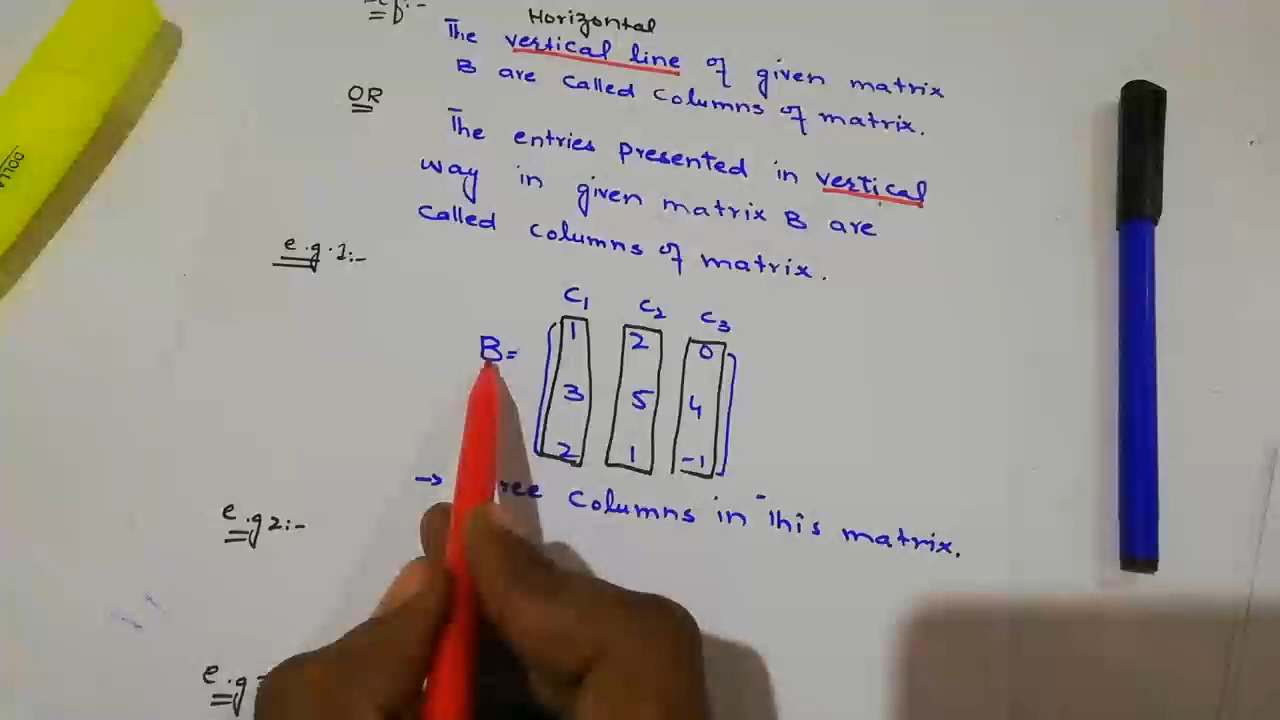 Horizontal
The vertical line of given matrix
B are called columns of matrix.
OR
The entries presented in vertical
way in given matrix B are
called columns of matrix.
e.g.1:-
C1 C2 C3
B=
1 2 0
3 5 4
2 1 -1
→ columns in this matrix.
e.g2:-
e.g